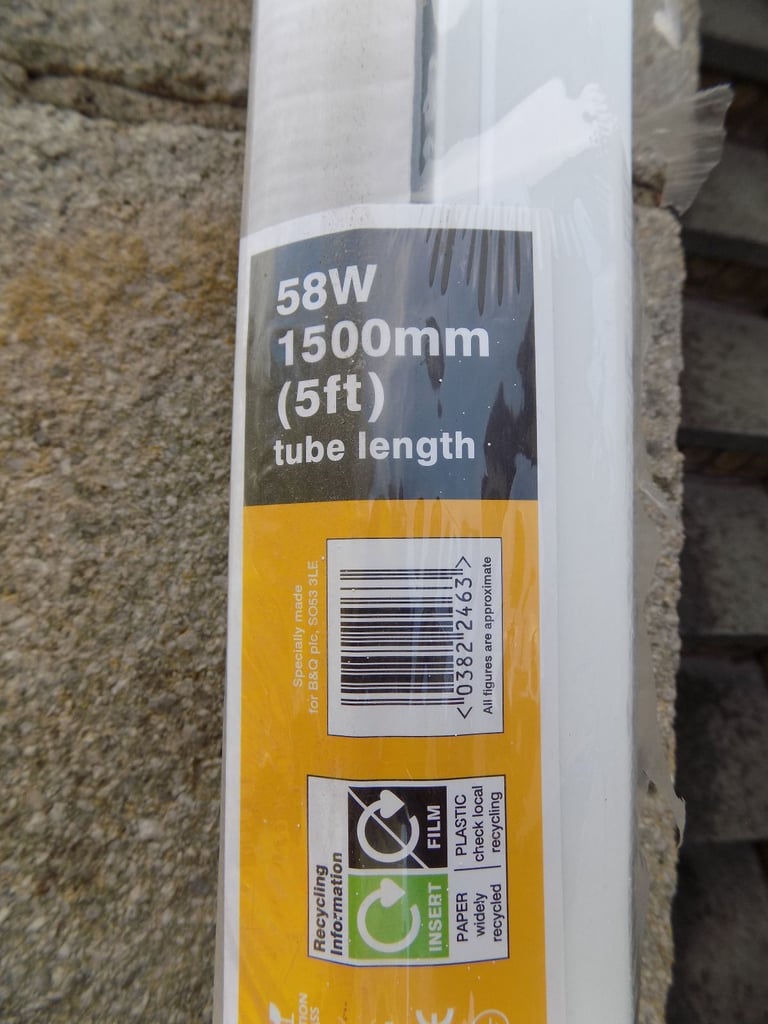 58W
1500mm
(5ft)
tube length
Specially made
for B&Q plc, SO53 3LE.
<0382 2463>
All figures are approximate
Recycling
Information
INSERT
FILM
PAPER
widely
recycled
PLASTIC
check local
recycling
CE